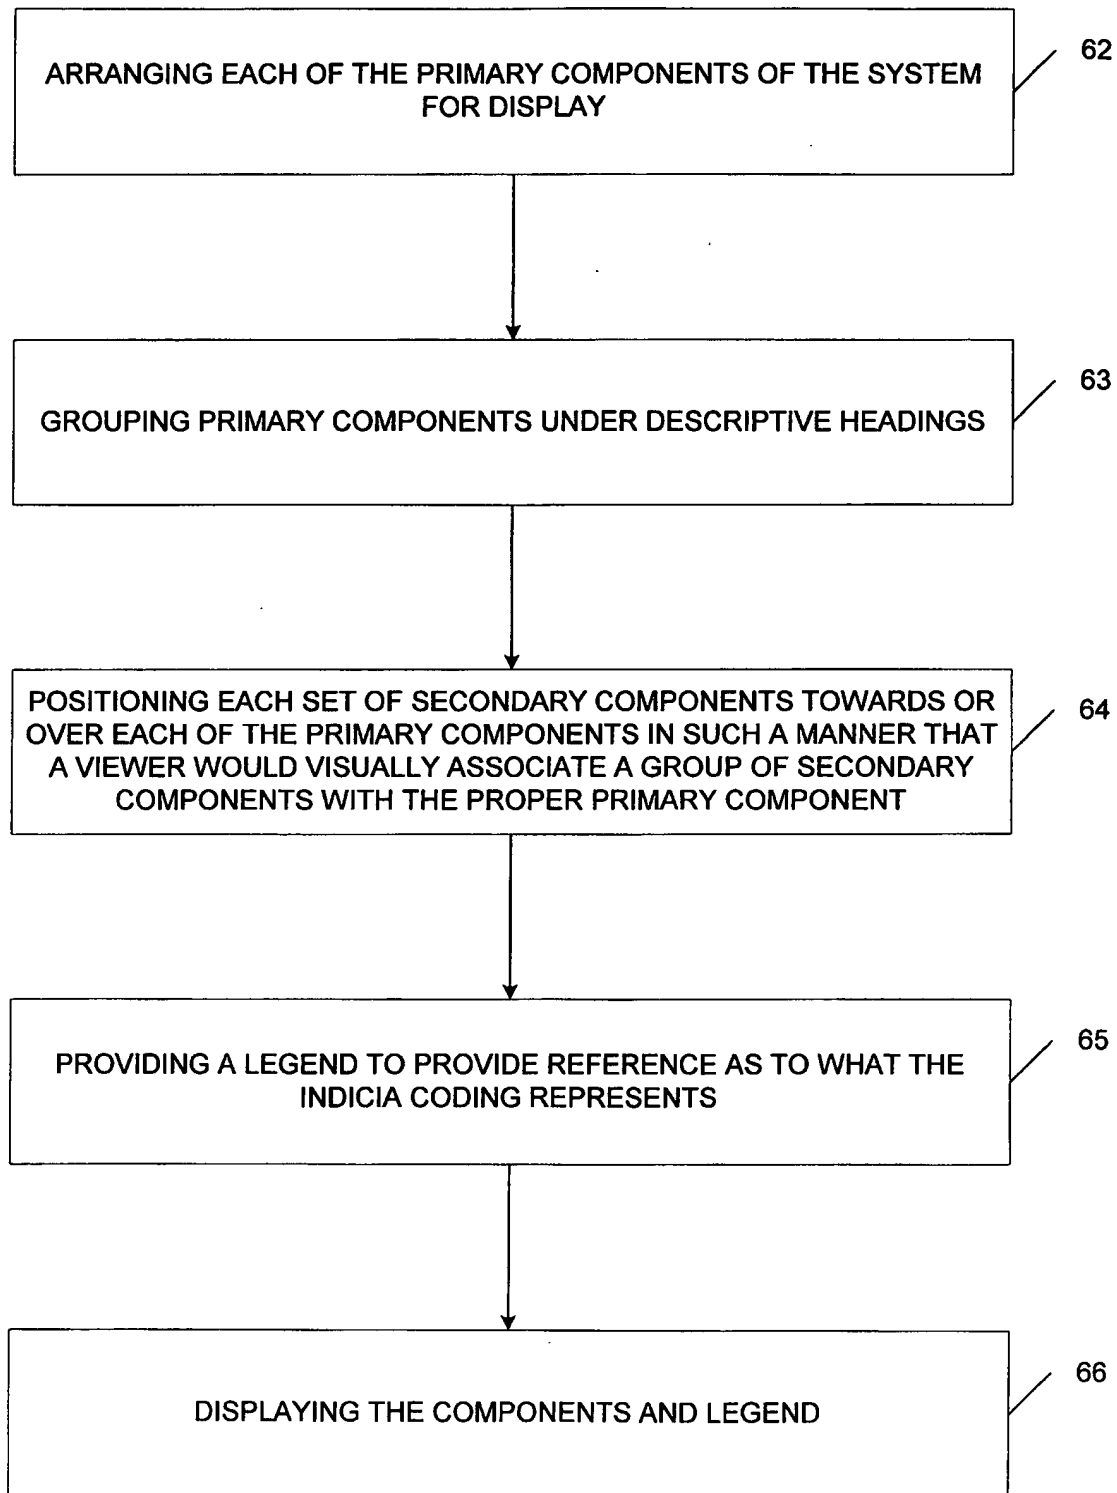 ARRANGING EACH OF THE PRIMARY COMPONENTS OF THE SYSTEM
FOR DISPLAY
62
GROUPING PRIMARY COMPONENTS UNDER DESCRIPTIVE HEADINGS
63
POSITIONING EACH SET OF SECONDARY COMPONENTS TOWARDS OR
OVER EACH OF THE PRIMARY COMPONENTS IN SUCH A MANNER THAT
A VIEWER WOULD VISUALLY ASSOCIATE A GROUP OF SECONDARY
COMPONENTS WITH THE PROPER PRIMARY COMPONENT
64
PROVIDING A LEGEND TO PROVIDE REFERENCE AS TO WHAT THE
INDICIA CODING REPRESENTS
65
DISPLAYING THE COMPONENTS AND LEGEND
66